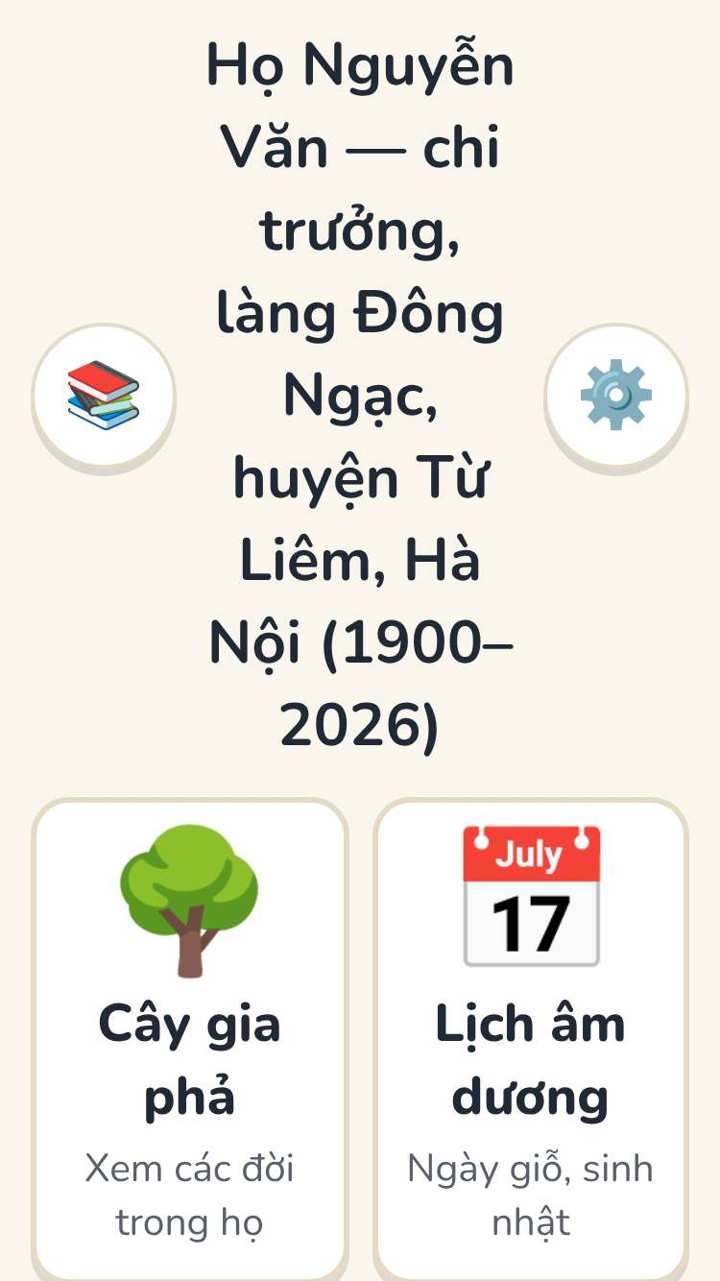 Họ Nguyễn
Văn — chi
trưởng,
làng Đông
Ngạc,
huyện Từ
Liêm, Hà
Nội (1900–
2026)
July
17
Cây gia
phả
Xem các đời
trong họ
Lịch âm
dương
Ngày giỗ, sinh
nhật